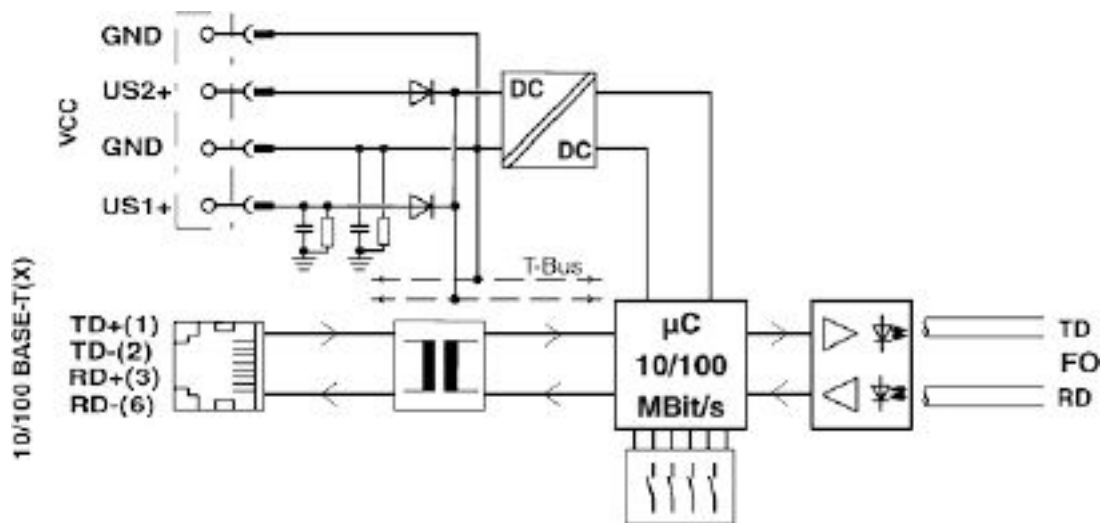 GND
US2+
VCC
GND
US1+
DC
DC
T-Bus
10/100 BASE-T(X)
TD+(1)
TD-(2)
RD+(3)
RD-(6)
µC
10/100
MBit/s
TD
FO
RD